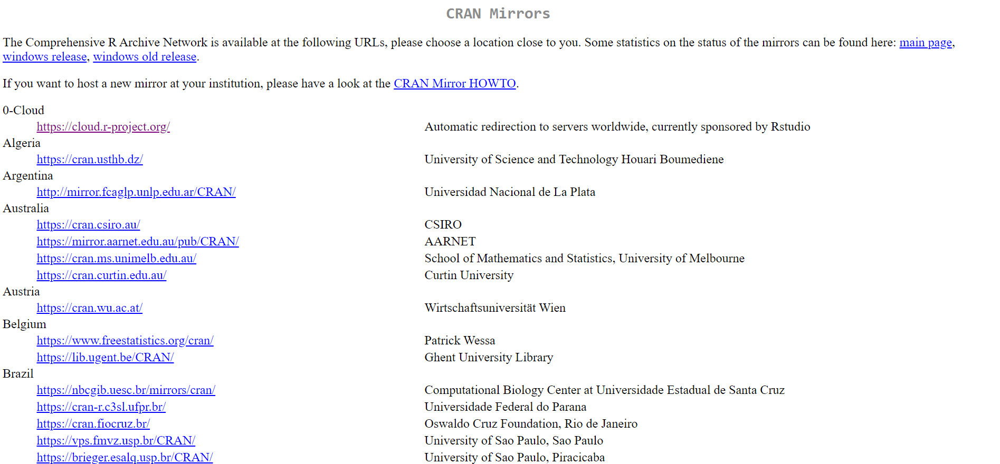 CRAN Mirrors
The Comprehensive R Archive Network is available at the following URLs, please choose a location close to you. Some statistics on the status of the mirrors can be found here: main page,
windows release, windows old release.
If you want to host a new mirror at your institution, please have a look at the CRAN Mirror HOWTO.
0-Cloud
https://cloud.r-project.org/ Automatic redirection to servers worldwide, currently sponsored by Rstudio
Algeria
https://cran.usthb.dz/ University of Science and Technology Houari Boumediene
Argentina
http://mirror.fcaglp.unlp.edu.ar/CRAN/ Universidad Nacional de La Plata
Australia
https://cran.csiro.au/ CSIRO
https://mirror.aarnet.edu.au/pub/CRAN/ AARNET
https://cran.ms.unimelb.edu.au/ School of Mathematics and Statistics, University of Melbourne
https://cran.curtin.edu.au/ Curtin University
Austria
https://cran.wu.ac.at/ Wirtschaftsuniversität Wien
Belgium
https://www.freestatistics.org/cran/ Patrick Wessa
https://lib.ugent.be/CRAN/ Ghent University Library
Brazil
https://nbcgib.uesc.br/mirrors/cran/ Computational Biology Center at Universidade Estadual de Santa Cruz
https://cran-r.c3sl.ufpr.br/ Universidade Federal do Parana
https://cran.fiocruz.br/ Oswaldo Cruz Foundation, Rio de Janeiro
https://vps.fmvz.usp.br/CRAN/ University of Sao Paulo, Sao Paulo
https://brieger.esalq.usp.br/CRAN/ University of Sao Paulo, Piracicaba